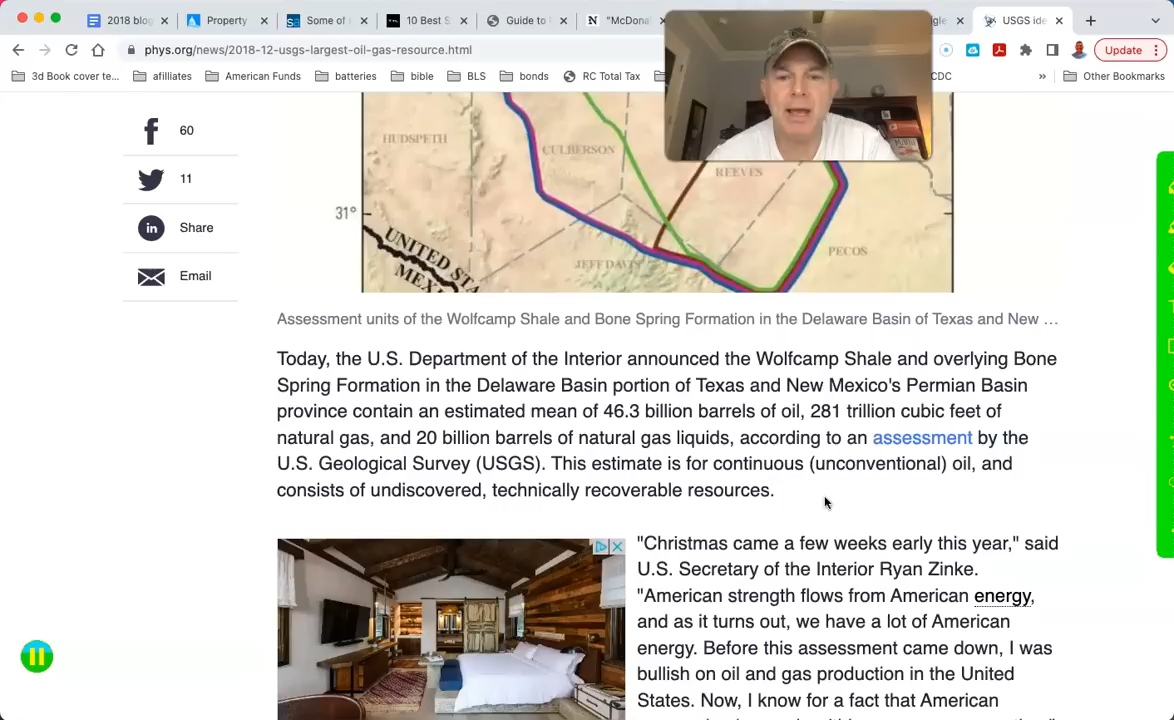 2018 blog
Property
Some of
10 Best S
Guide to
"McDona
gle
USGS ide
phys.org/news/2018-12-usgs-largest-oil-gas-resource.html
Update
3d Book cover te...
afilliates
American Funds
batteries
bible
BLS
bonds
RC Total Tax
CDC
»
Other Bookmarks
60
11
Share
Email
HUDSPETH
CULBERSON
REEVES
31°
PECOS
UNITED STA
MEX
JEFF DAVIS
Assessment units of the Wolfcamp Shale and Bone Spring Formation in the Delaware Basin of Texas and New …
Today, the U.S. Department of the Interior announced the Wolfcamp Shale and overlying Bone
Spring Formation in the Delaware Basin portion of Texas and New Mexico's Permian Basin
province contain an estimated mean of 46.3 billion barrels of oil, 281 trillion cubic feet of
natural gas, and 20 billion barrels of natural gas liquids, according to an assessment by the
U.S. Geological Survey (USGS). This estimate is for continuous (unconventional) oil, and
consists of undiscovered, technically recoverable resources.
"Christmas came a few weeks early this year," said
U.S. Secretary of the Interior Ryan Zinke.
"American strength flows from American energy,
and as it turns out, we have a lot of American
energy. Before this assessment came down, I was
bullish on oil and gas production in the United
States. Now, I know for a fact that American